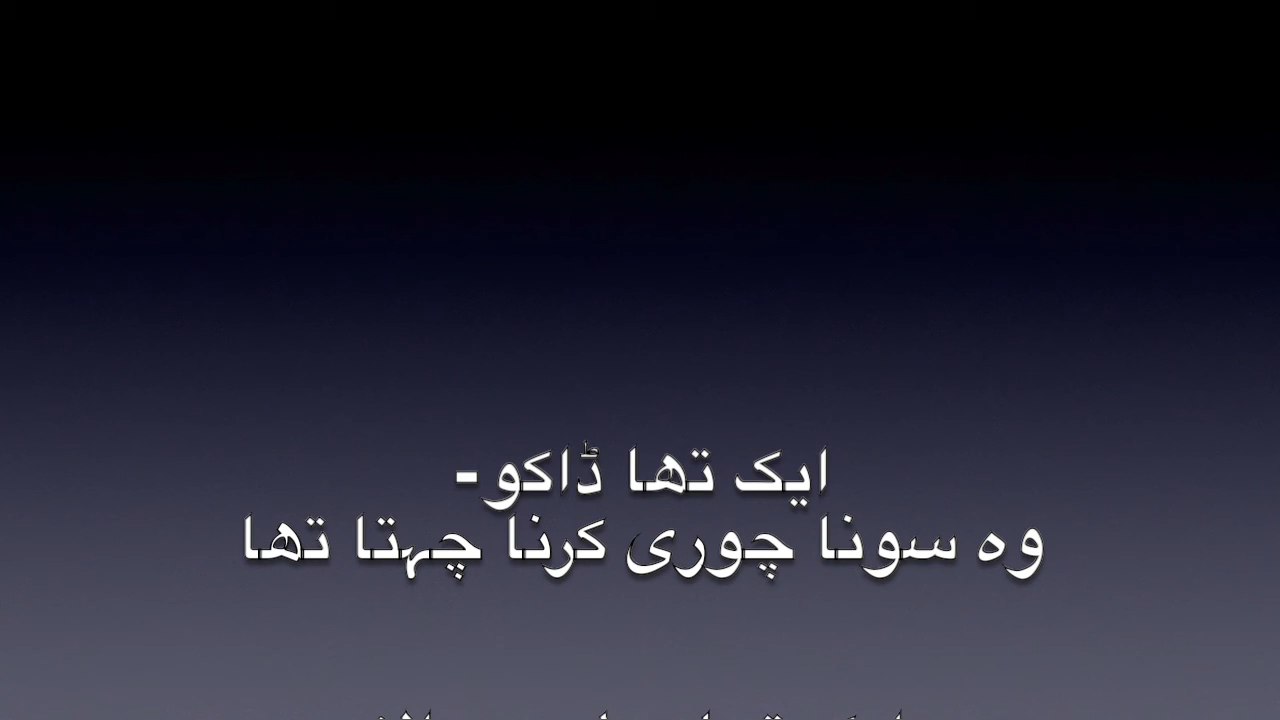 ایک تھا ڈاکو-
وہ سونا چوری کرنا چہتا تھا